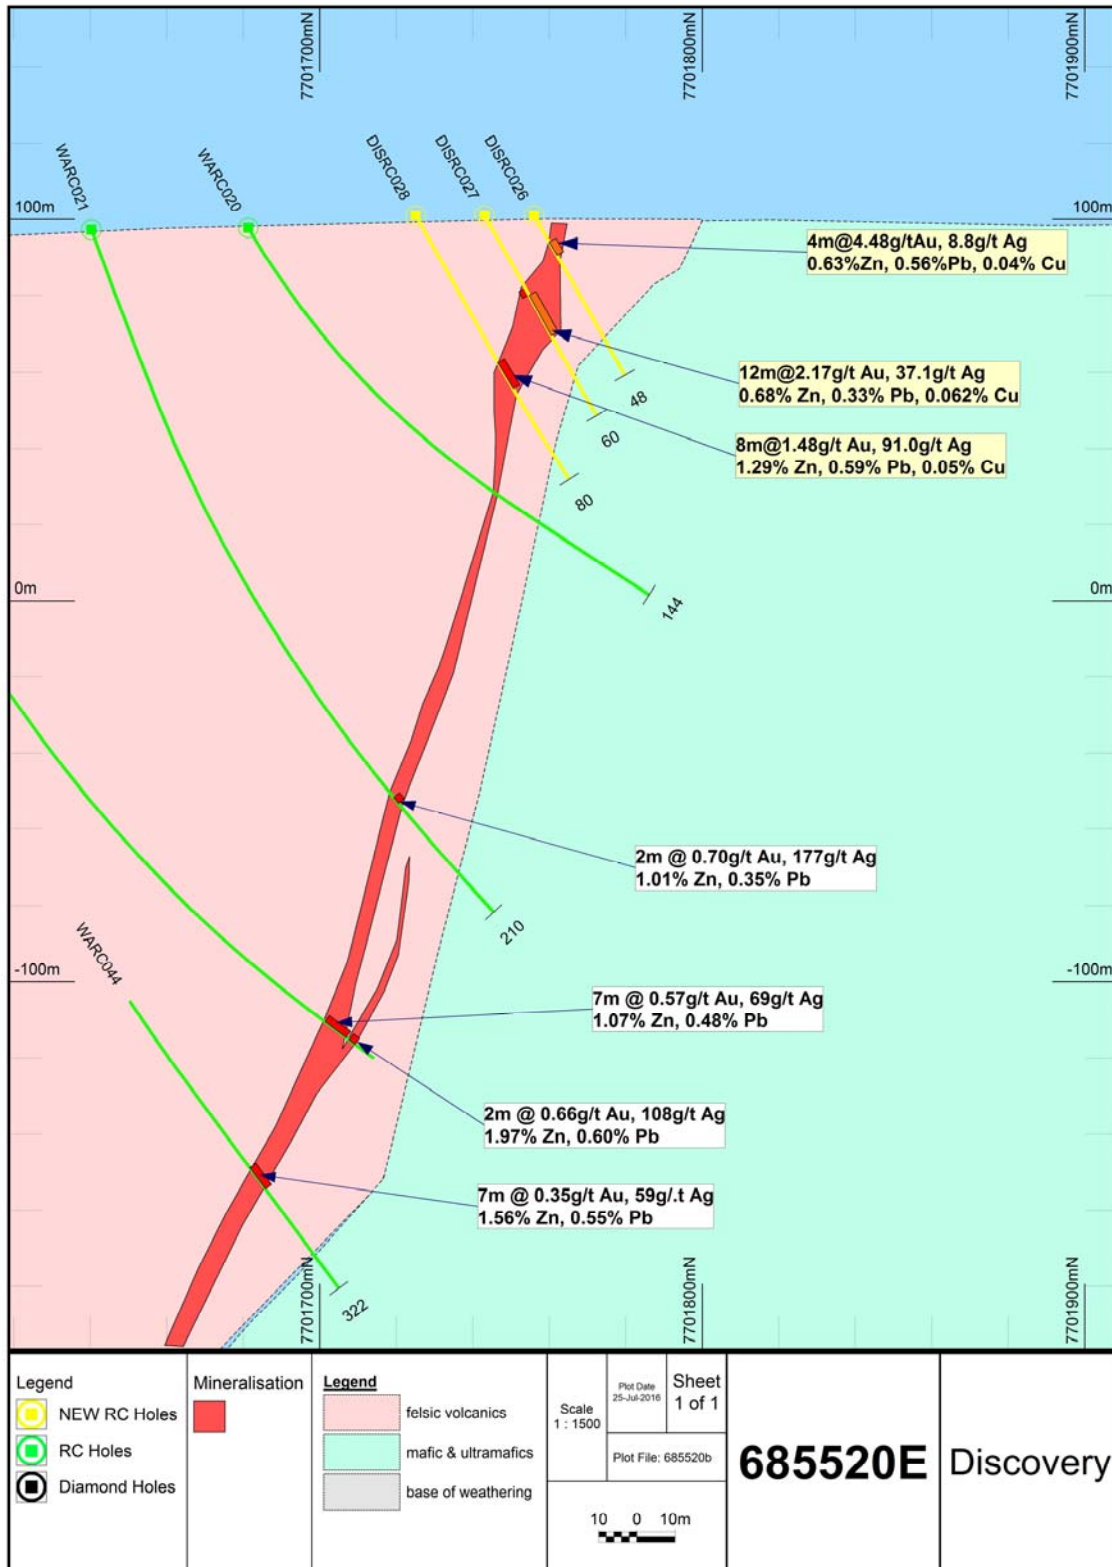 7701700mN
7701800mN
7701900mN
WARC021
WARC020
DISRC028
DISRC027
DISRC026
100m
100m
4m@4.48g/tAu, 8.8g/t Ag
0.63%Zn, 0.56%Pb, 0.04% Cu
12m@2.17g/t Au, 37.1g/t Ag
0.68% Zn, 0.33% Pb, 0.062% Cu
48
60
8m@1.48g/t Au, 91.0g/t Ag
1.29% Zn, 0.59% Pb, 0.05% Cu
80
0m
0m
144
2m @ 0.70g/t Au, 177g/t Ag
1.01% Zn, 0.35% Pb
210
WARC044
-100m
-100m
7m @ 0.57g/t Au, 69g/t Ag
1.07% Zn, 0.48% Pb
2m @ 0.66g/t Au, 108g/t Ag
1.97% Zn, 0.60% Pb
7m @ 0.35g/t Au, 59g/.t Ag
1.56% Zn, 0.55% Pb
322
7701700mN
7701800mN
7701900mN
Legend
NEW RC Holes
RC Holes
Diamond Holes
Mineralisation
Legend
felsic volcanics
mafic & ultramafics
base of weathering
Scale
1 : 1500
Plot Date
25-Jul-2016
Sheet
1 of 1
Plot File: 685520b
10 0 10m
685520E
Discovery